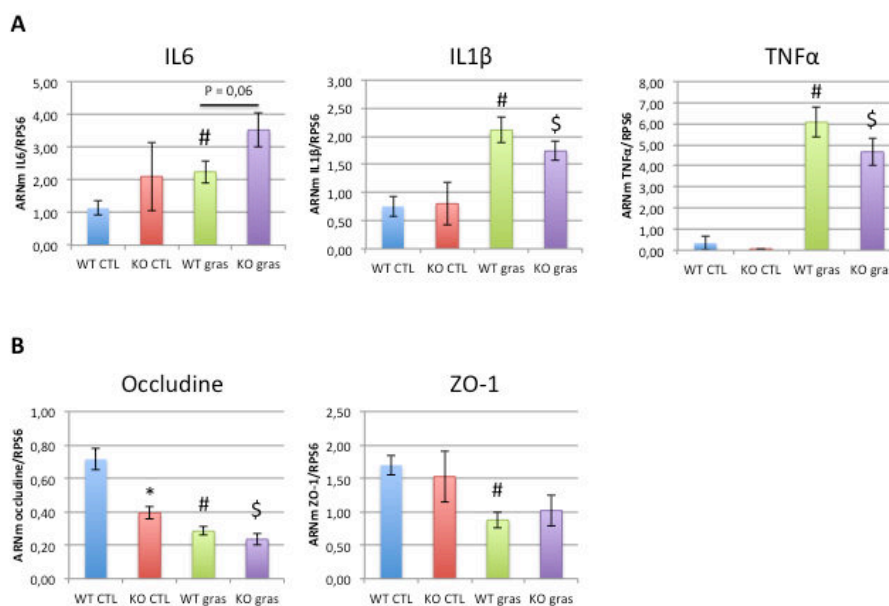 A
IL6
ARNm IL6/RPS6
5,00
4,00
3,00
2,00
1,00
0,00
P = 0,06
#
WT CTL KO CTL WT gras KO gras
IL1β
ARNm IL1β/RPS6
3,00
2,50
2,00
1,50
1,00
0,50
0,00
#
$
WT CTL KO CTL WT gras KO gras
TNFα
ARNm TNFα/RPS6
8,00
7,00
6,00
5,00
4,00
3,00
2,00
1,00
0,00
#
$
WT CTL KO CTL WT gras KO gras
B
Occludine
ARNm occludine/RPS6
1,00
0,80
0,60
0,40
0,20
0,00
*
#
$
WT CTL KO CTL WT gras KO gras
ZO-1
ARNm ZO-1/RPS6
2,50
2,00
1,50
1,00
0,50
0,00
#
WT CTL KO CTL WT gras KO gras